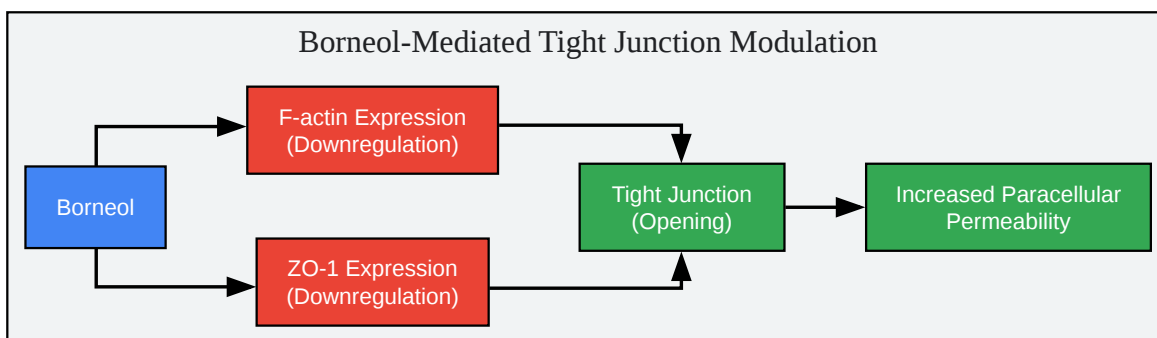 Borneol-Mediated Tight Junction Modulation
F-actin Expression
(Downregulation)
Borneol
Tight Junction
(Opening)
Increased Paracellular
Permeability
ZO-1 Expression
(Downregulation)